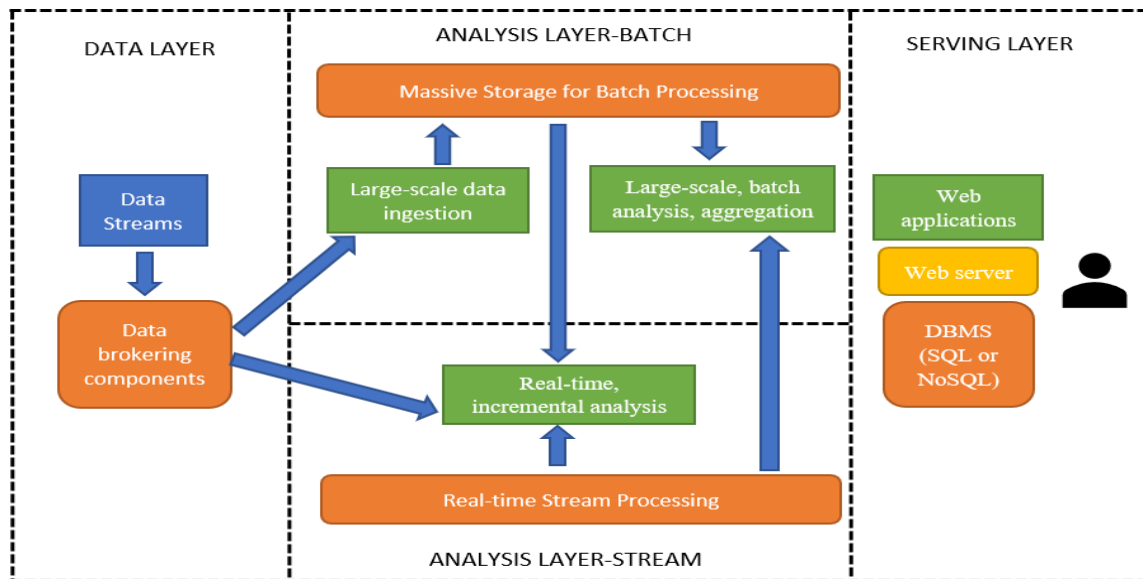 DATA LAYER
ANALYSIS LAYER-BATCH
SERVING LAYER
Massive Storage for Batch Processing
Data
Streams
Large-scale data
ingestion
Large-scale, batch
analysis, aggregation
Web
applications
Web server
Data
brokering
components
DBMS
(SQL or
NoSQL)
Real-time,
incremental analysis
Real-time Stream Processing
ANALYSIS LAYER-STREAM